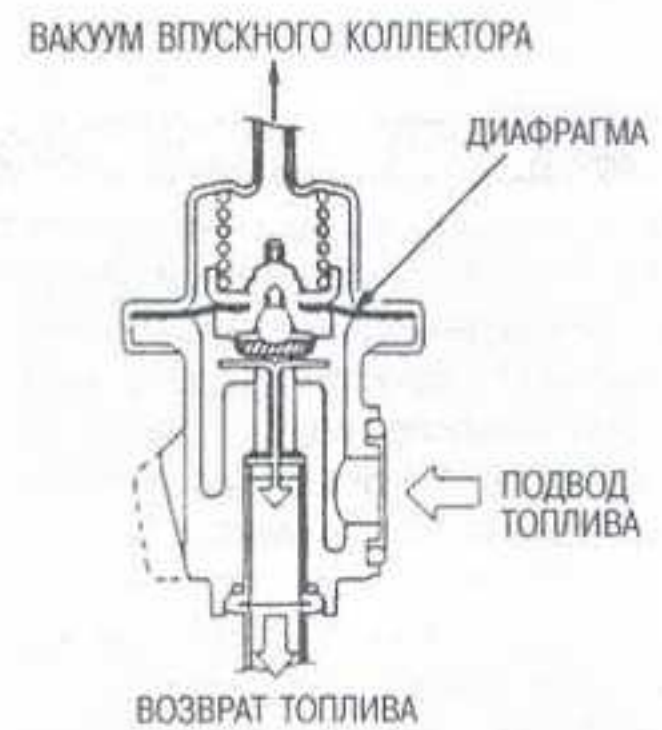 ВАКУУМ ВПУСКНОГО КОЛЛЕКТОРА
ДИАФРАГМА
ПОДВОД
ТОПЛИВА
ВОЗВРАТ ТОПЛИВА